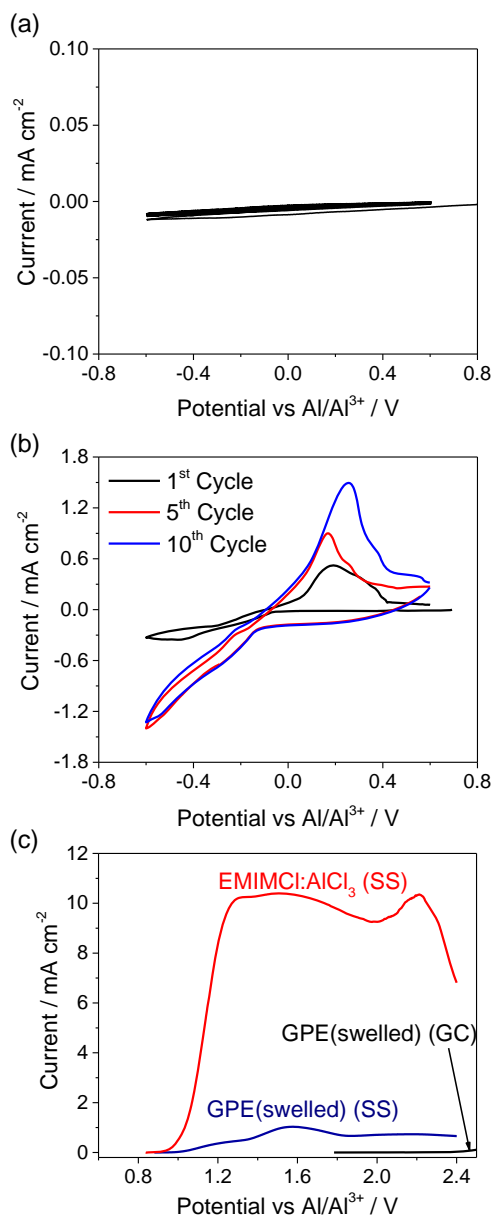 (a)
0.10
0.05
0.00
-0.05
-0.10
Currrent / mA cm⁻²
-0.8 -0.4 0.0 0.4 0.8
Potential vs Al/Al³⁺ / V
(b)
1.8
1.2
0.6
0.0
-0.6
-1.2
-1.8
Current / mA cm⁻²
1ˢᵗ Cycle
5ᵗʰ Cycle
10ᵗʰ Cycle
-0.8 -0.4 0.0 0.4 0.8
Potential vs Al/Al³⁺ / V
(c)
12
10
8
6
4
2
0
Current / mA cm⁻²
EMIMCl:AlCl₃ (SS)
GPE(swelled) (GC)
GPE(swelled) (SS)
0.8 1.2 1.6 2.0 2.4
Potential vs Al/Al³⁺ / V